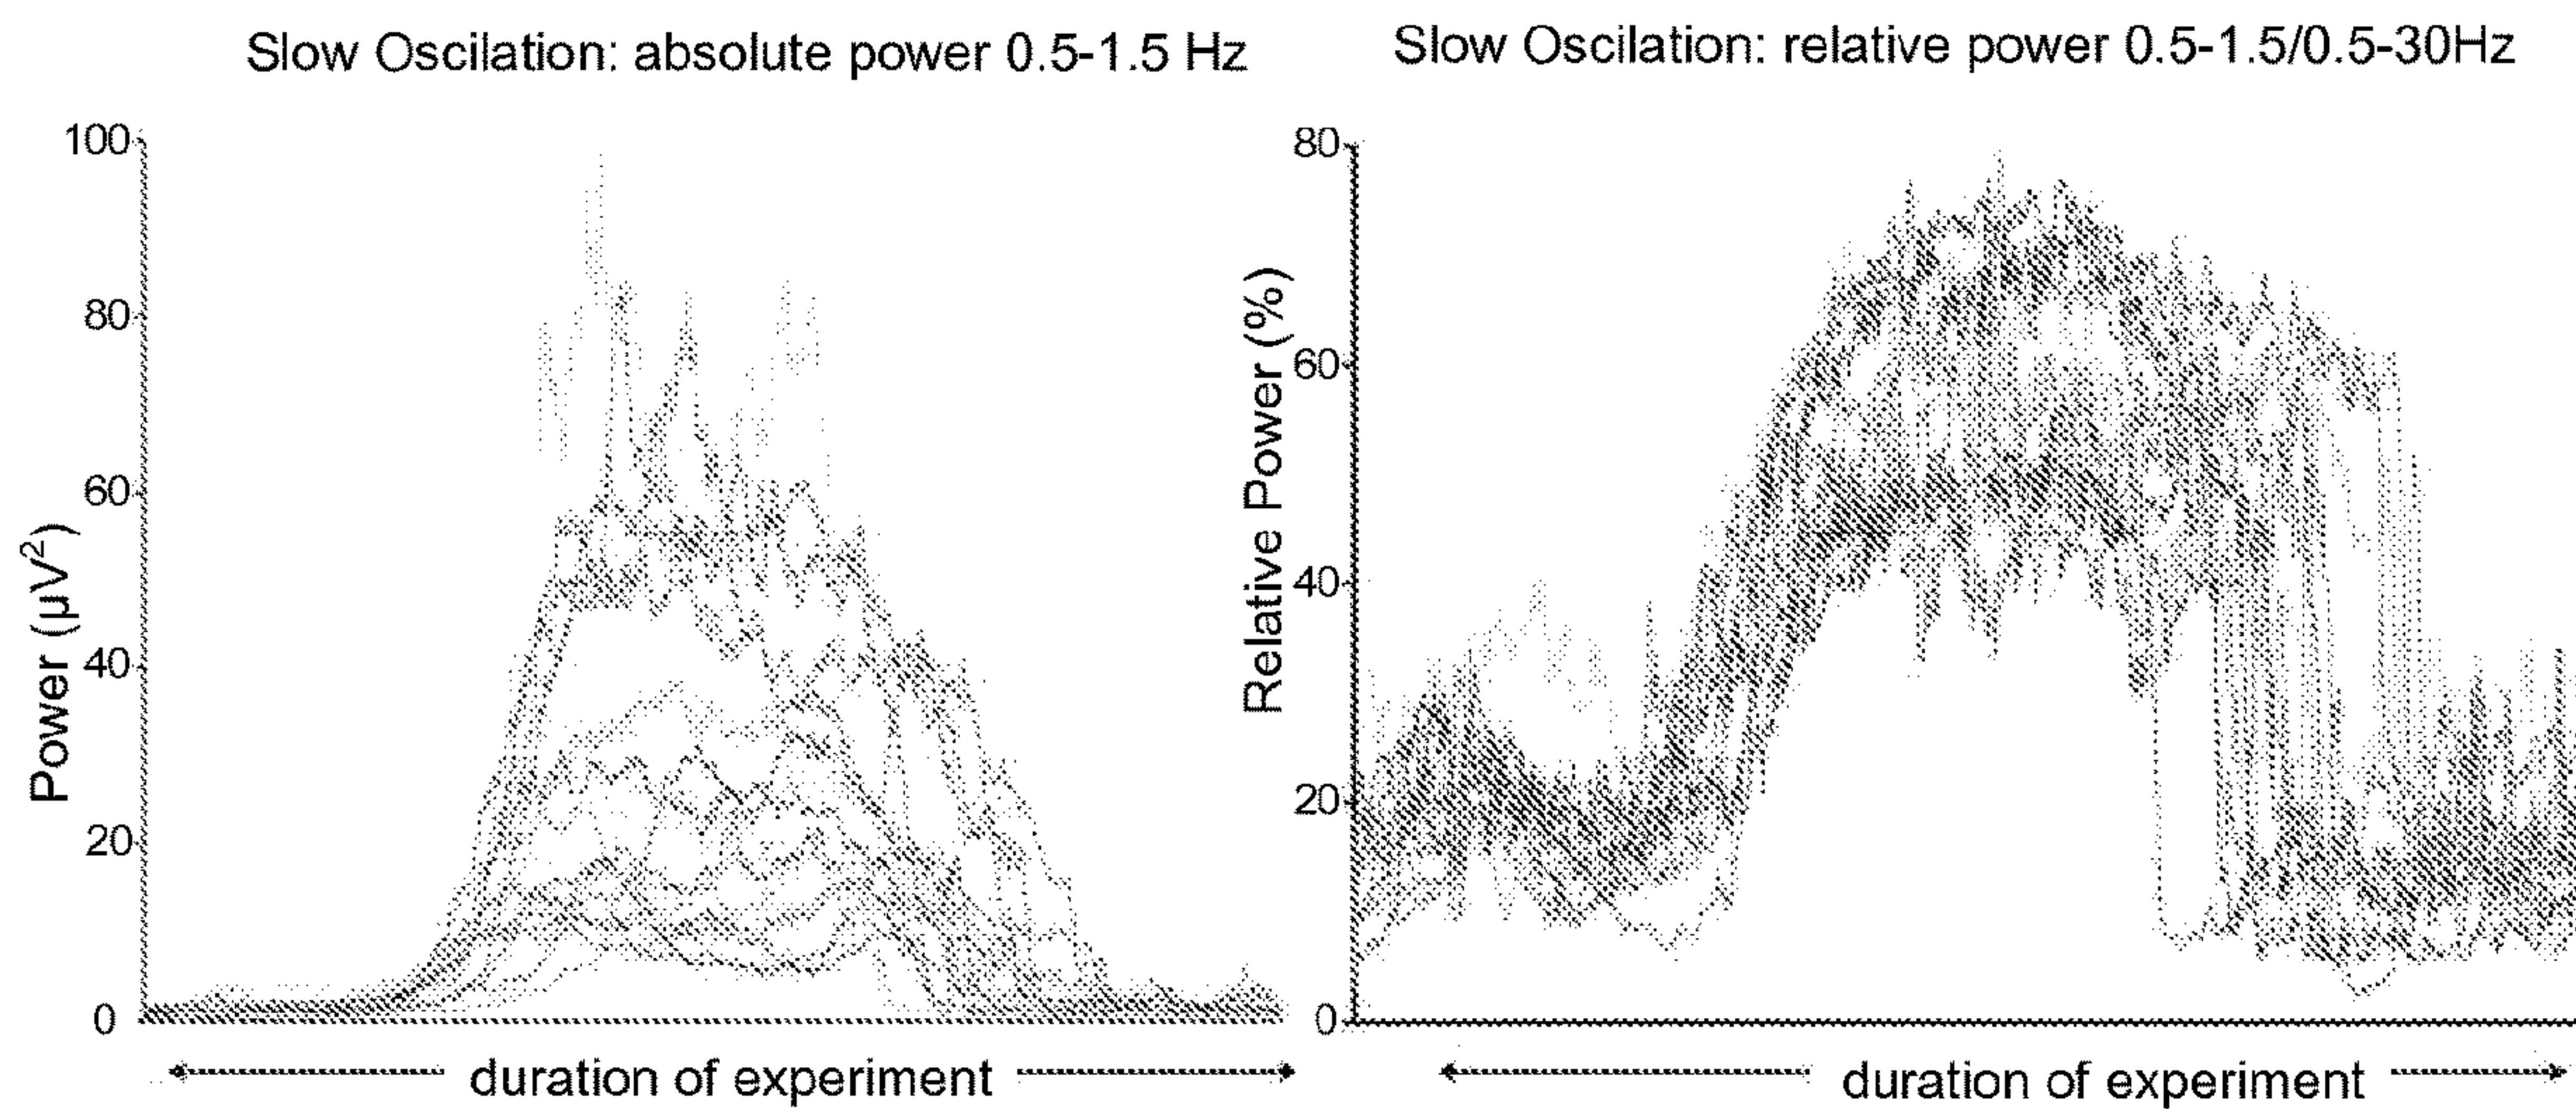 Slow Oscilation: absolute power 0.5-1.5 Hz
100
80
60
40
20
0
Power (µV²)
duration of experiment
Slow Oscilation: relative power 0.5-1.5/0.5-30Hz
80
60
40
20
0
Relative Power (%)
duration of experiment